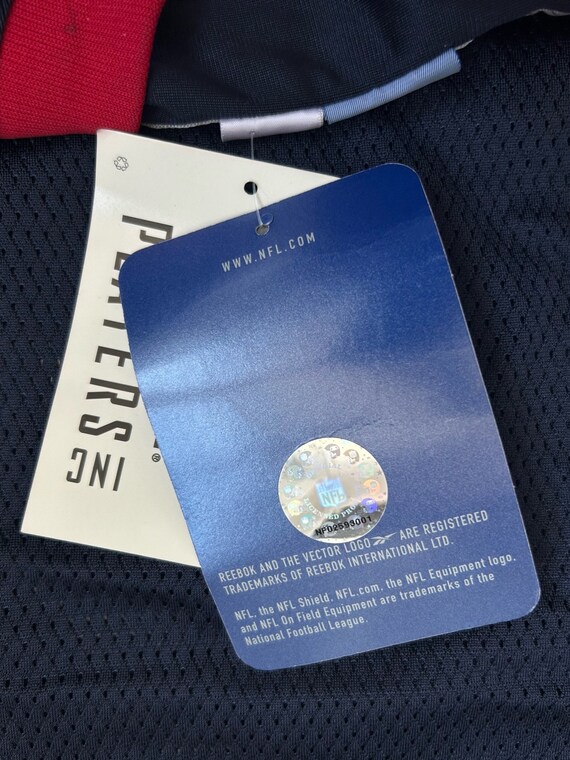 WWW.NFL.COM
PLAYERS
®
INC
NFL
NPD2593001
REEBOK AND THE VECTOR LOGO ARE REGISTERED
TRADEMARKS OF REEBOK INTERNATIONAL LTD.
NFL, the NFL Shield, NFL.com, the NFL Equipment logo,
and NFL On Field Equipment are trademarks of the
National Football League.